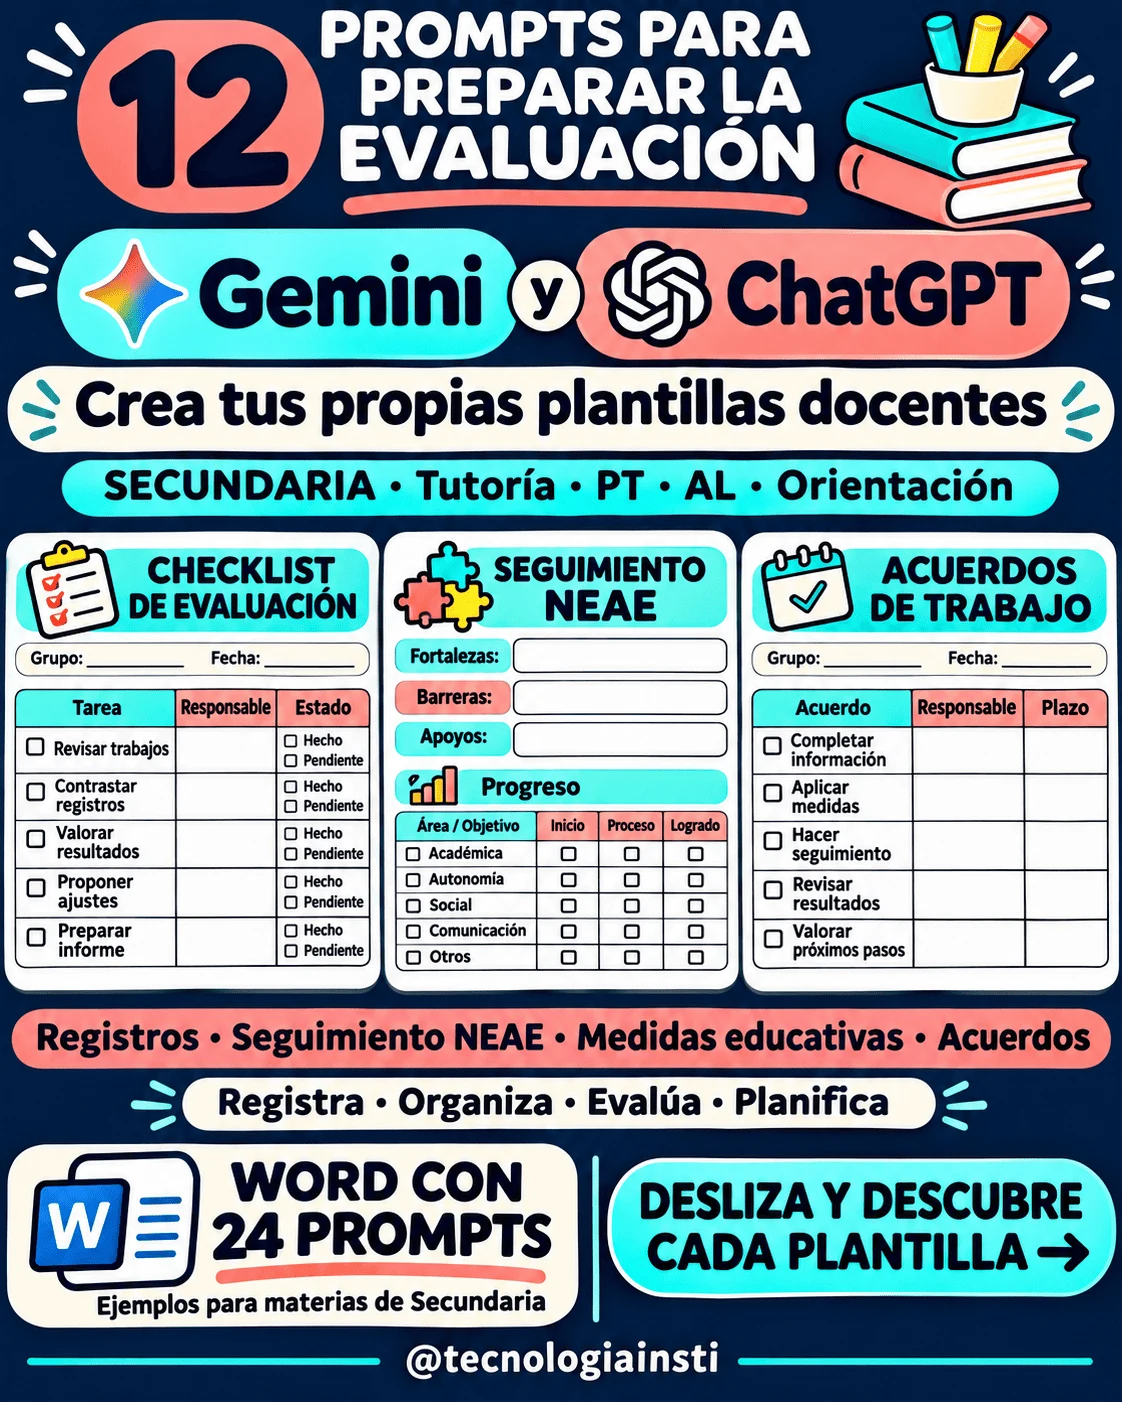 12
PROMPTS PARA
PREPARAR LA
EVALUACIÓN
Gemini y ChatGPT
Crea tus propias plantillas docentes
SECUNDARIA • Tutoría • PT • AL • Orientación
CHECKLIST
DE EVALUACIÓN
Grupo: Fecha:
Tarea Responsable Estado
Revisar trabajos
Hecho
Pendiente
Contrastar
registros
Hecho
Pendiente
Valorar
resultados
Hecho
Pendiente
Proponer
ajustes
Hecho
Pendiente
Preparar
informe
Hecho
Pendiente
SEGUIMIENTO
NEAE
Fortalezas:
Barreras:
Apoyos:
Progreso
Área / Objetivo Inicio Proceso Logrado
Académica
Autonomía
Social
Comunicación
Otros
ACUERDOS
DE TRABAJO
Grupo: Fecha:
Acuerdo Responsable Plazo
Completar
información
Aplicar
medidas
Hacer
seguimiento
Revisar
resultados
Valorar
próximos pasos
Registros • Seguimiento NEAE • Medidas educativas • Acuerdos
Registra • Organiza • Evalúa • Planifica
W
WORD CON
24 PROMPTS
Ejemplos para materias de Secundaria
DESLIZA Y DESCUBRE
CADA PLANTILLA →
@tecnologiainsti